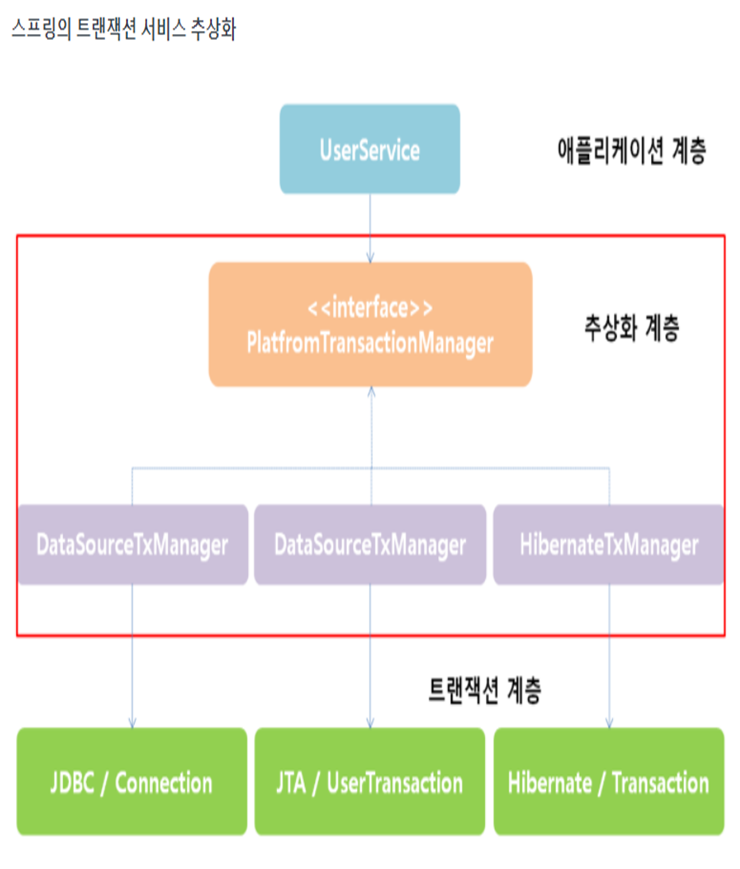 스프링의 트랜잭션 서비스 추상화
UserService
애플리케이션 계층
<<interface>>
PlatfromTransactionManager
추상화 계층
DataSourceTxManager
DataSourceTxManager
HibernateTxManager
트랜잭션 계층
JDBC / Connection
JTA / UserTransaction
Hibernate / Transaction